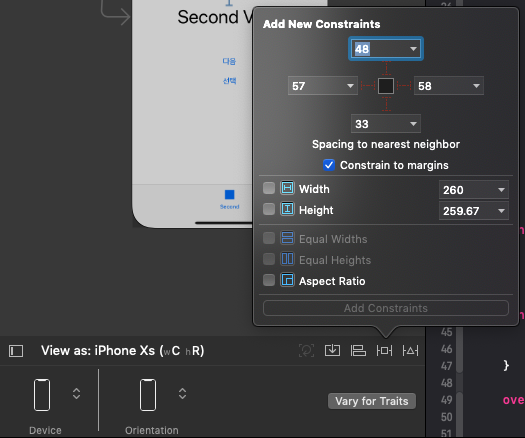 Second V
다음
선택
Second
Add New Constraints
48
57
58
33
Spacing to nearest neighbor
Constrain to margins
Width
260
Height
259.67
Equal Widths
Equal Heights
Aspect Ratio
Add Constraints
View as: iPhone Xs (wC hR)
Device
Orientation
Vary for Traits
45
46
47 }
48
49 ove
50
51